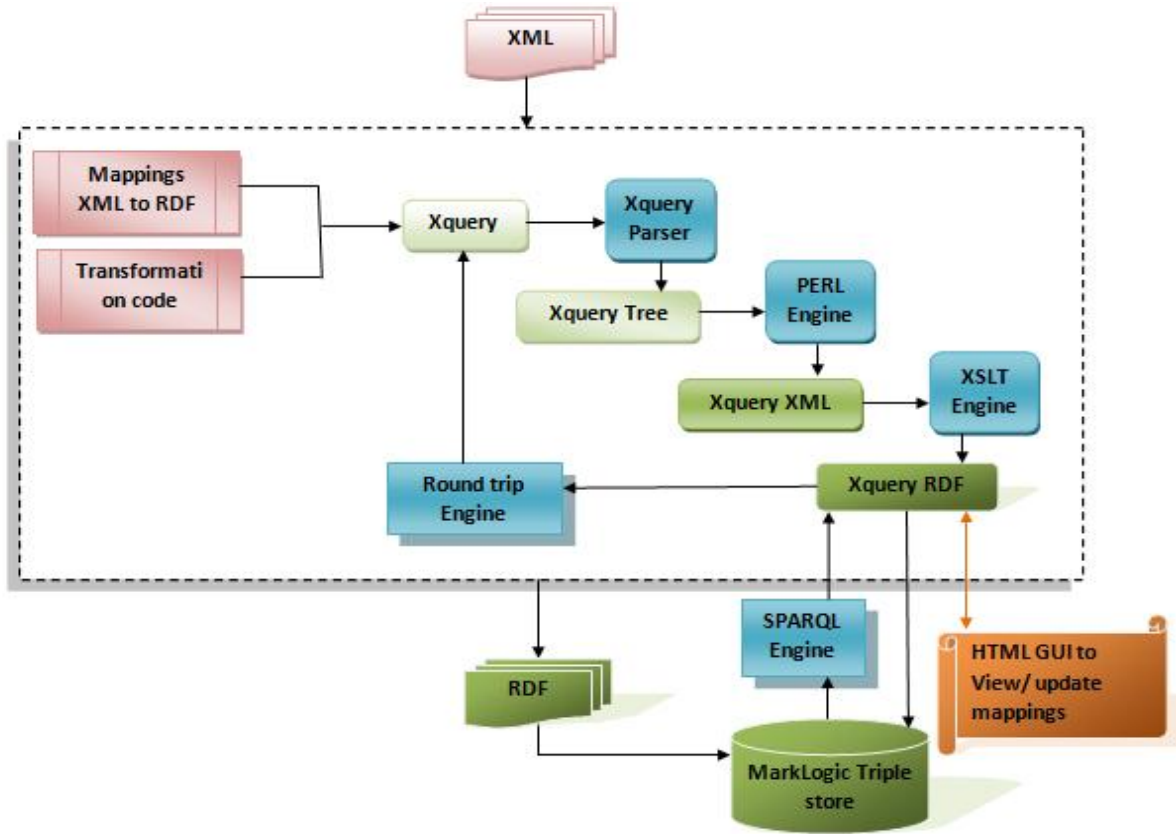 XML
Mappings
XML to RDF
Transformati
on code
Xquery
Xquery
Parser
Xquery Tree
PERL
Engine
Xquery XML
XSLT
Engine
Round trip
Engine
Xquery RDF
SPARQL
Engine
RDF
HTML GUI to
View/ update
mappings
MarkLogic Triple
store